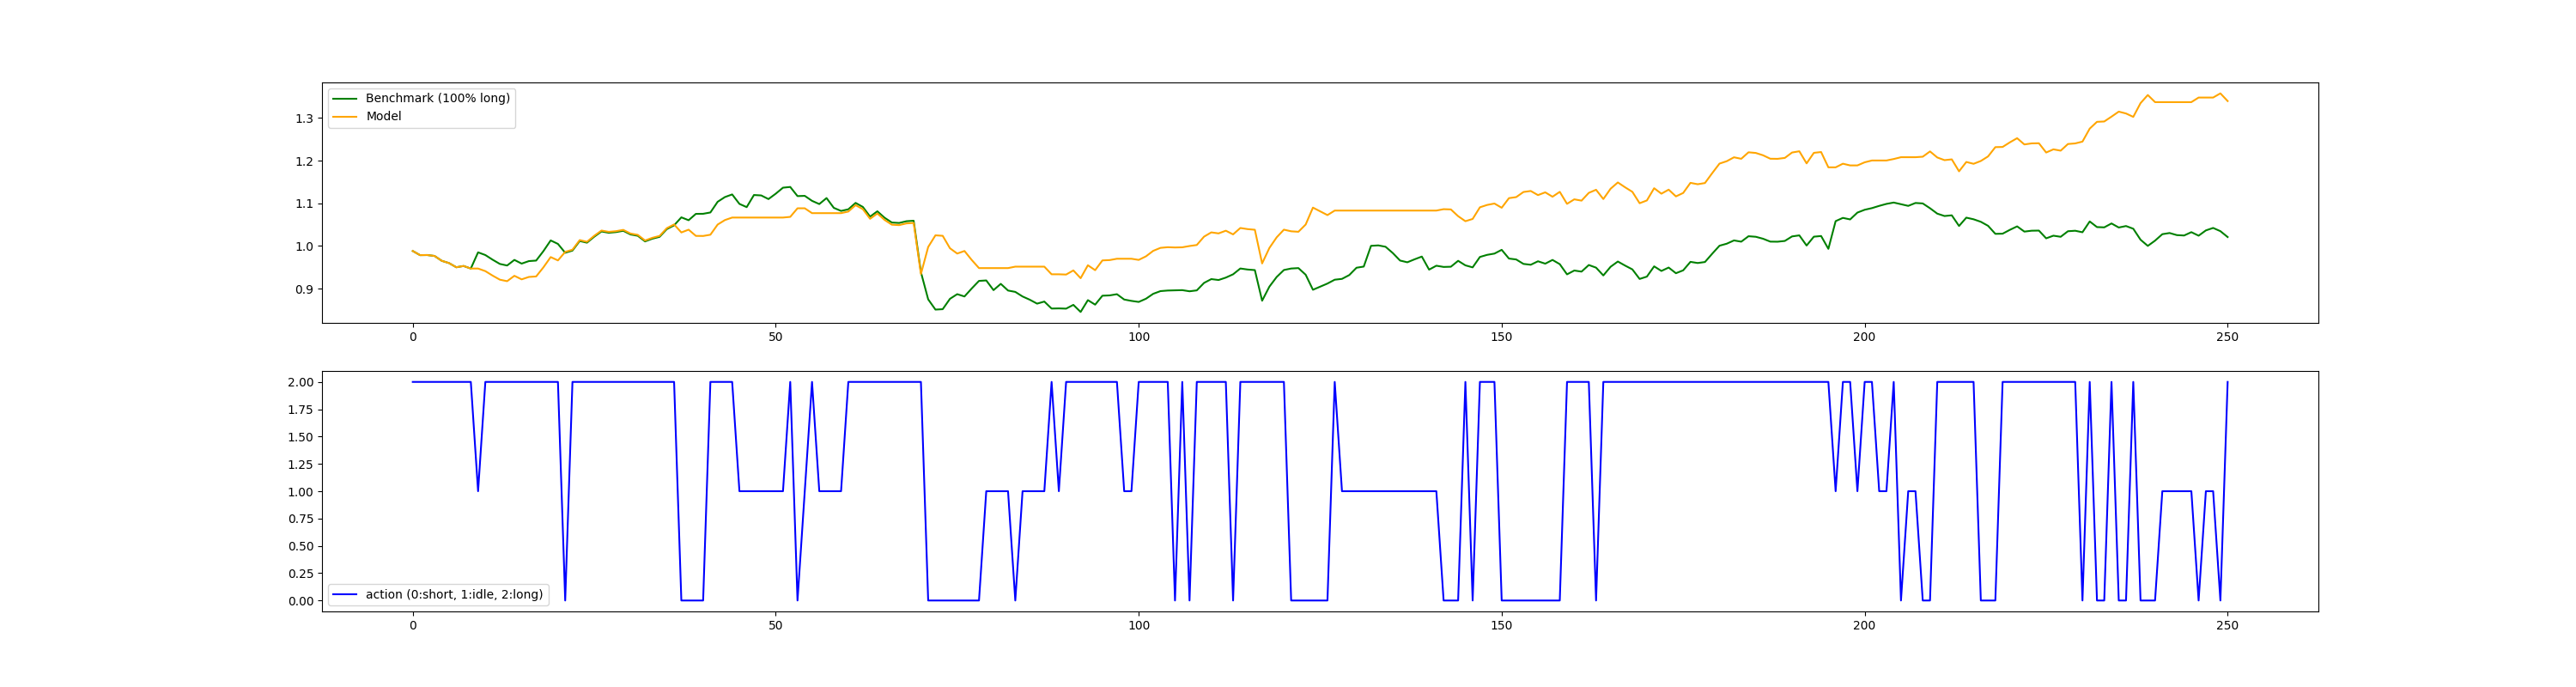 Benchmark (100% long)
Model
1.3
1.2
1.1
1.0
0.9
0 50 100 150 200 250
2.00
1.75
1.50
1.25
1.00
0.75
0.50
0.25
0.00
action (0:short, 1:idle, 2:long)
0 50 100 150 200 250